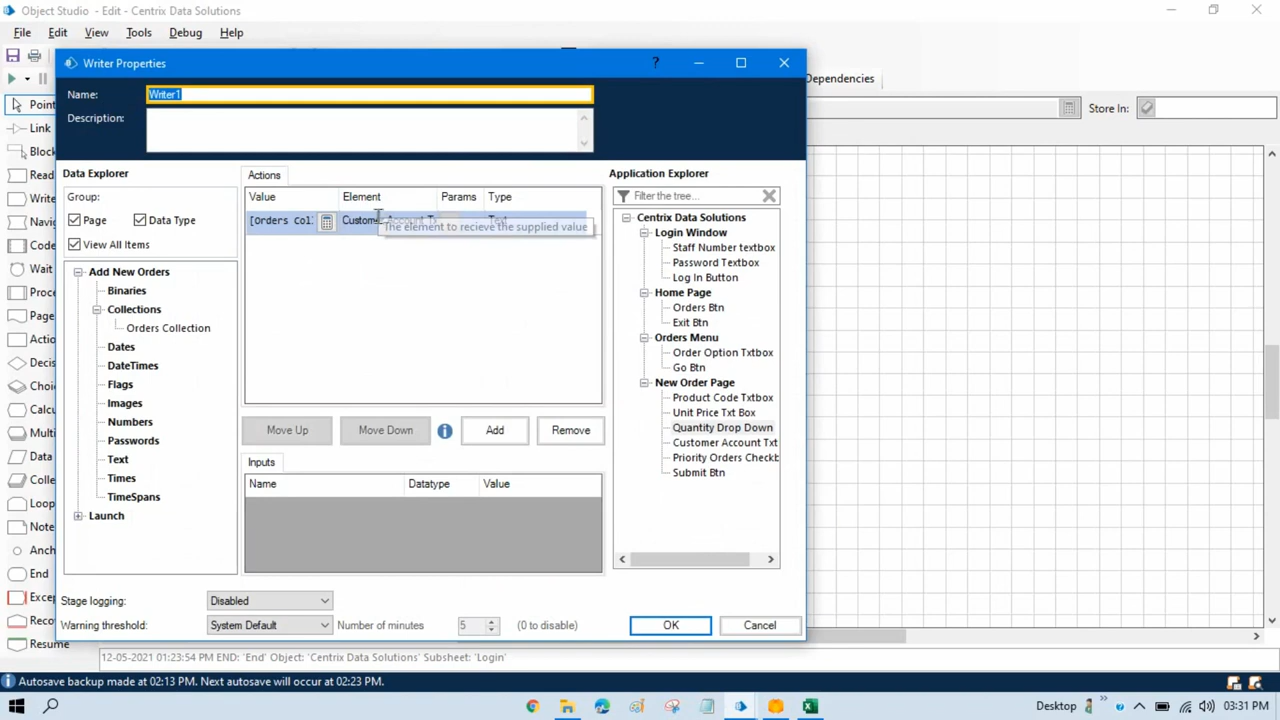 Object Studio - Edit - Centrix Data Solutions
File Edit View Tools Debug Help
Writer Properties ?
Dependencies
Name: Writer1
Description:
Store In:
Data Explorer
Group:
Page Data Type
View All Items
Add New Orders
Binaries
Collections
Orders Collection
Dates
DateTimes
Flags
Images
Numbers
Passwords
Text
Times
TimeSpans
Launch
Actions
Value Element Params Type
[Orders Col: Account Text
The element to recieve the supplied value
Move Up Move Down Add Remove
Inputs
Name Datatype Value
Application Explorer
Filter the tree...
Centrix Data Solutions
Login Window
Staff Number textbox
Password Textbox
Log In Button
Home Page
Orders Btn
Exit Btn
Orders Menu
Order Option Txtbox
Go Btn
New Order Page
Product Code Txtbox
Unit Price Txt Box
Quantity Drop Down
Customer Account Txt
Priority Orders Checkb
Submit Btn
Stage logging: Disabled
Warning threshold: System Default Number of minutes 5 (0 to disable)
OK Cancel
Point
Link
Block
Read
Write
Navi
Code
Wait
Proce
Page
Actio
Decis
Choi
Calcu
Multi
Data
Colle
Loop
Note
Anch
End
Excep
Reco
Resume
12-05-2021 01:23:54 PM END: 'End' Object: 'Centrix Data Solutions' Subsheet: 'Login'
Autosave backup made at 02:13 PM. Next autosave will occur at 02:23 PM.
Desktop 03:31 PM